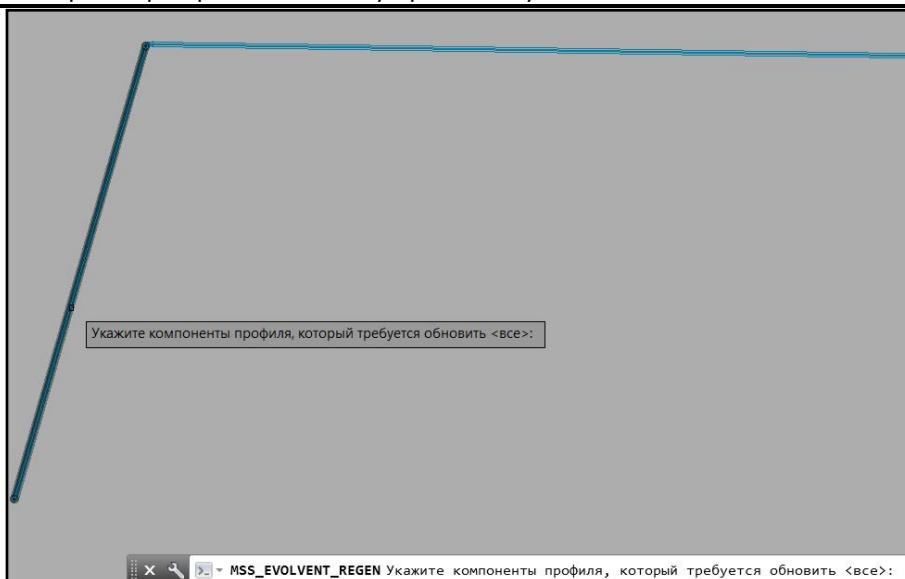 Укажите компоненты профиля, который требуется обновить <все>:
MSS_EVOLVENT_REGEN Укажите компоненты профиля, который требуется обновить <все>: